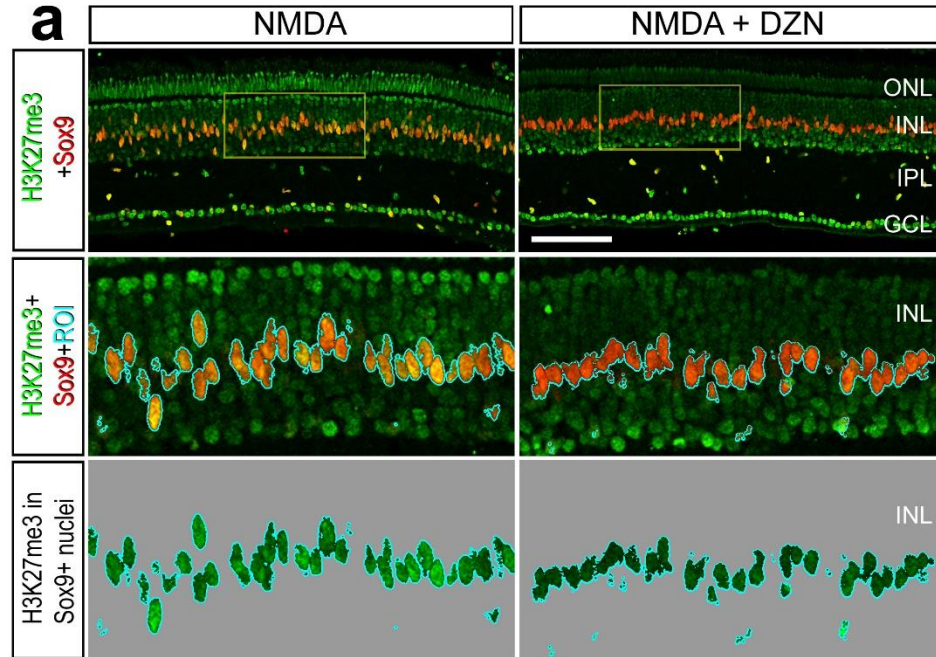 a
NMDA
NMDA + DZN
H3K27me3
+Sox9
ONL
INL
IPL
GCL
H3K27me3+
Sox9+ROI
INL
H3K27me3 in
Sox9+ nuclei
INL